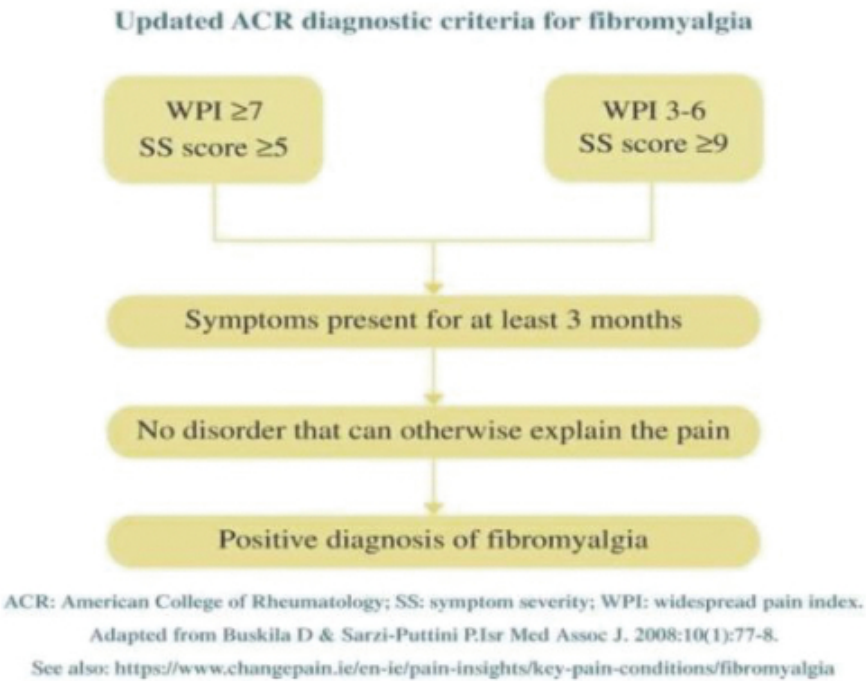 Updated ACR diagnostic criteria for fibromyalgia
WPI ≥7
SS score ≥5
WPI 3-6
SS score ≥9
Symptoms present for at least 3 months
No disorder that can otherwise explain the pain
Positive diagnosis of fibromyalgia
ACR: American College of Rheumatology; SS: symptom severity; WPI: widespread pain index.
Adapted from Buskila D & Sarzi-Puttini P.Isr Med Assoc J. 2008:10(1):77-8.
See also: https://www.changepain.ie/en-ie/pain-insights/key-pain-conditions/fibromyalgia